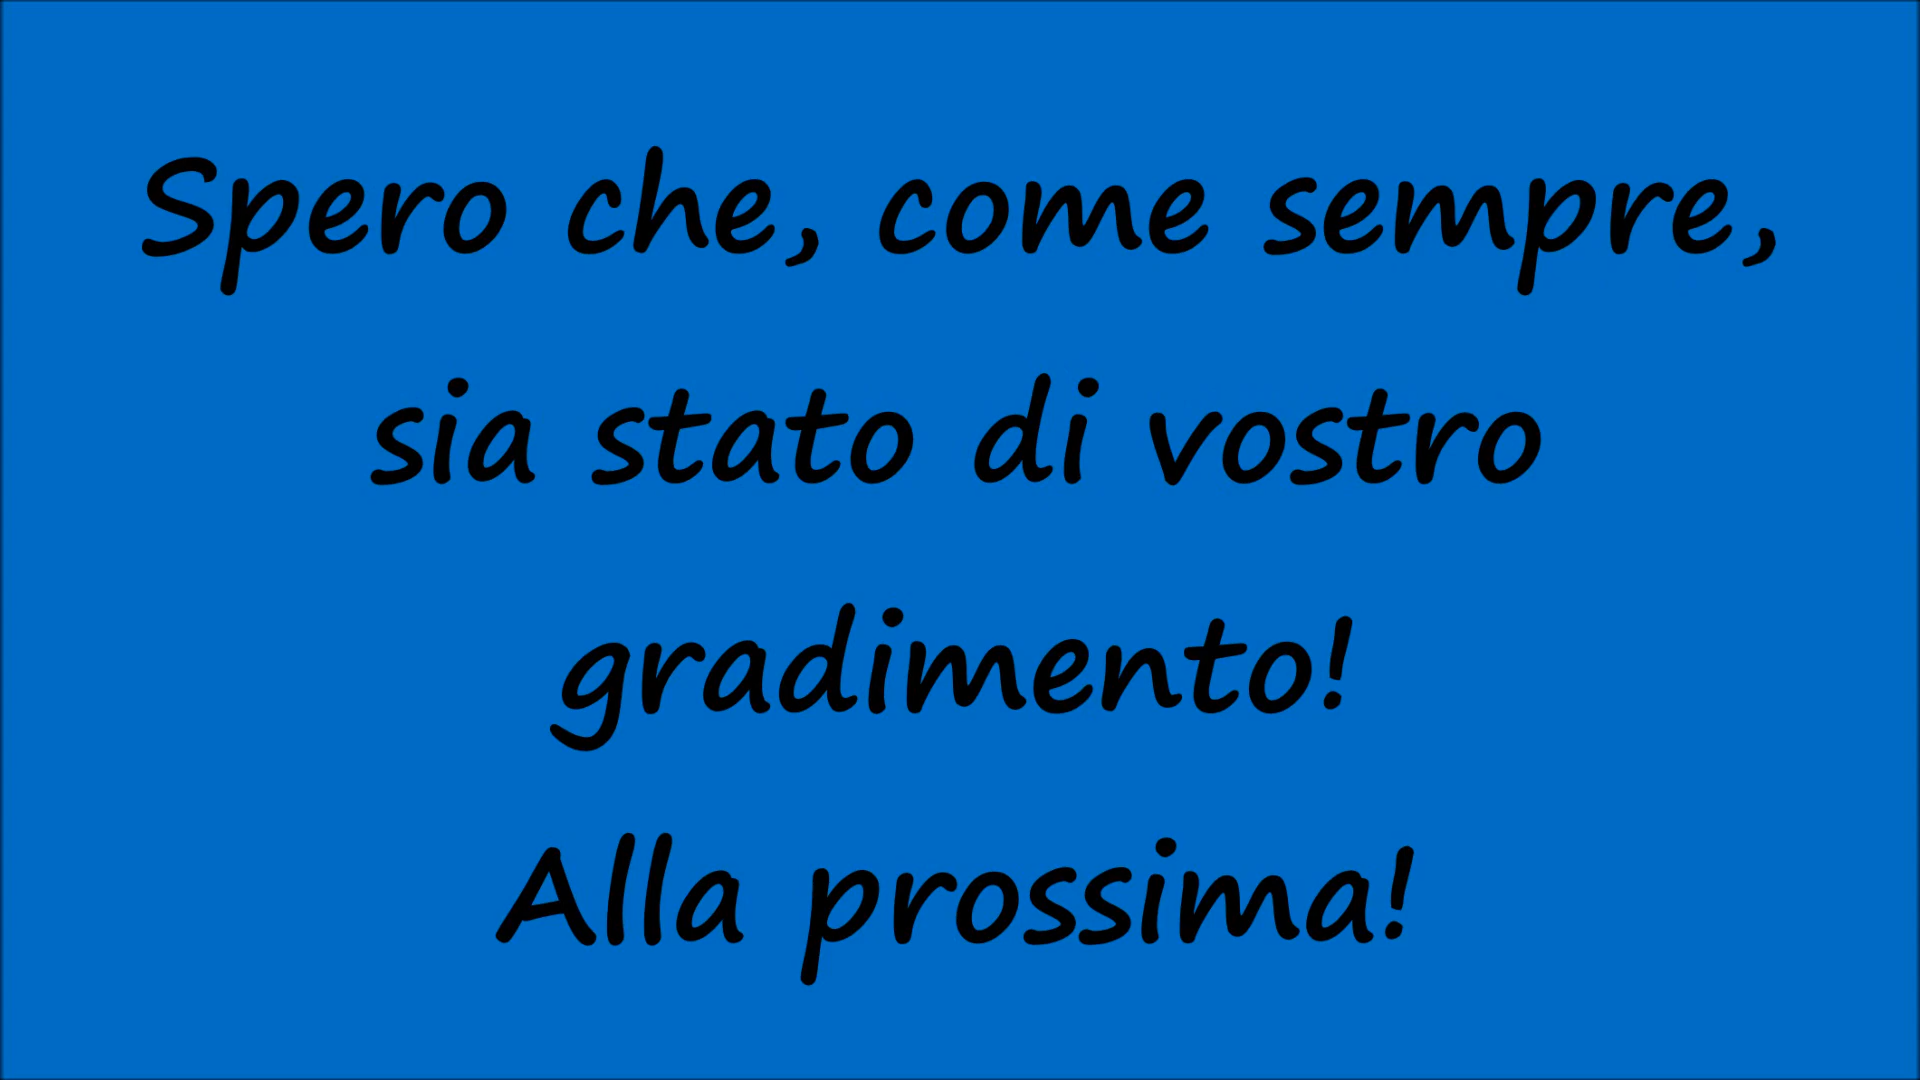 Spero che, come sempre,
sia stato di vostro
gradimento!
Alla prossima!